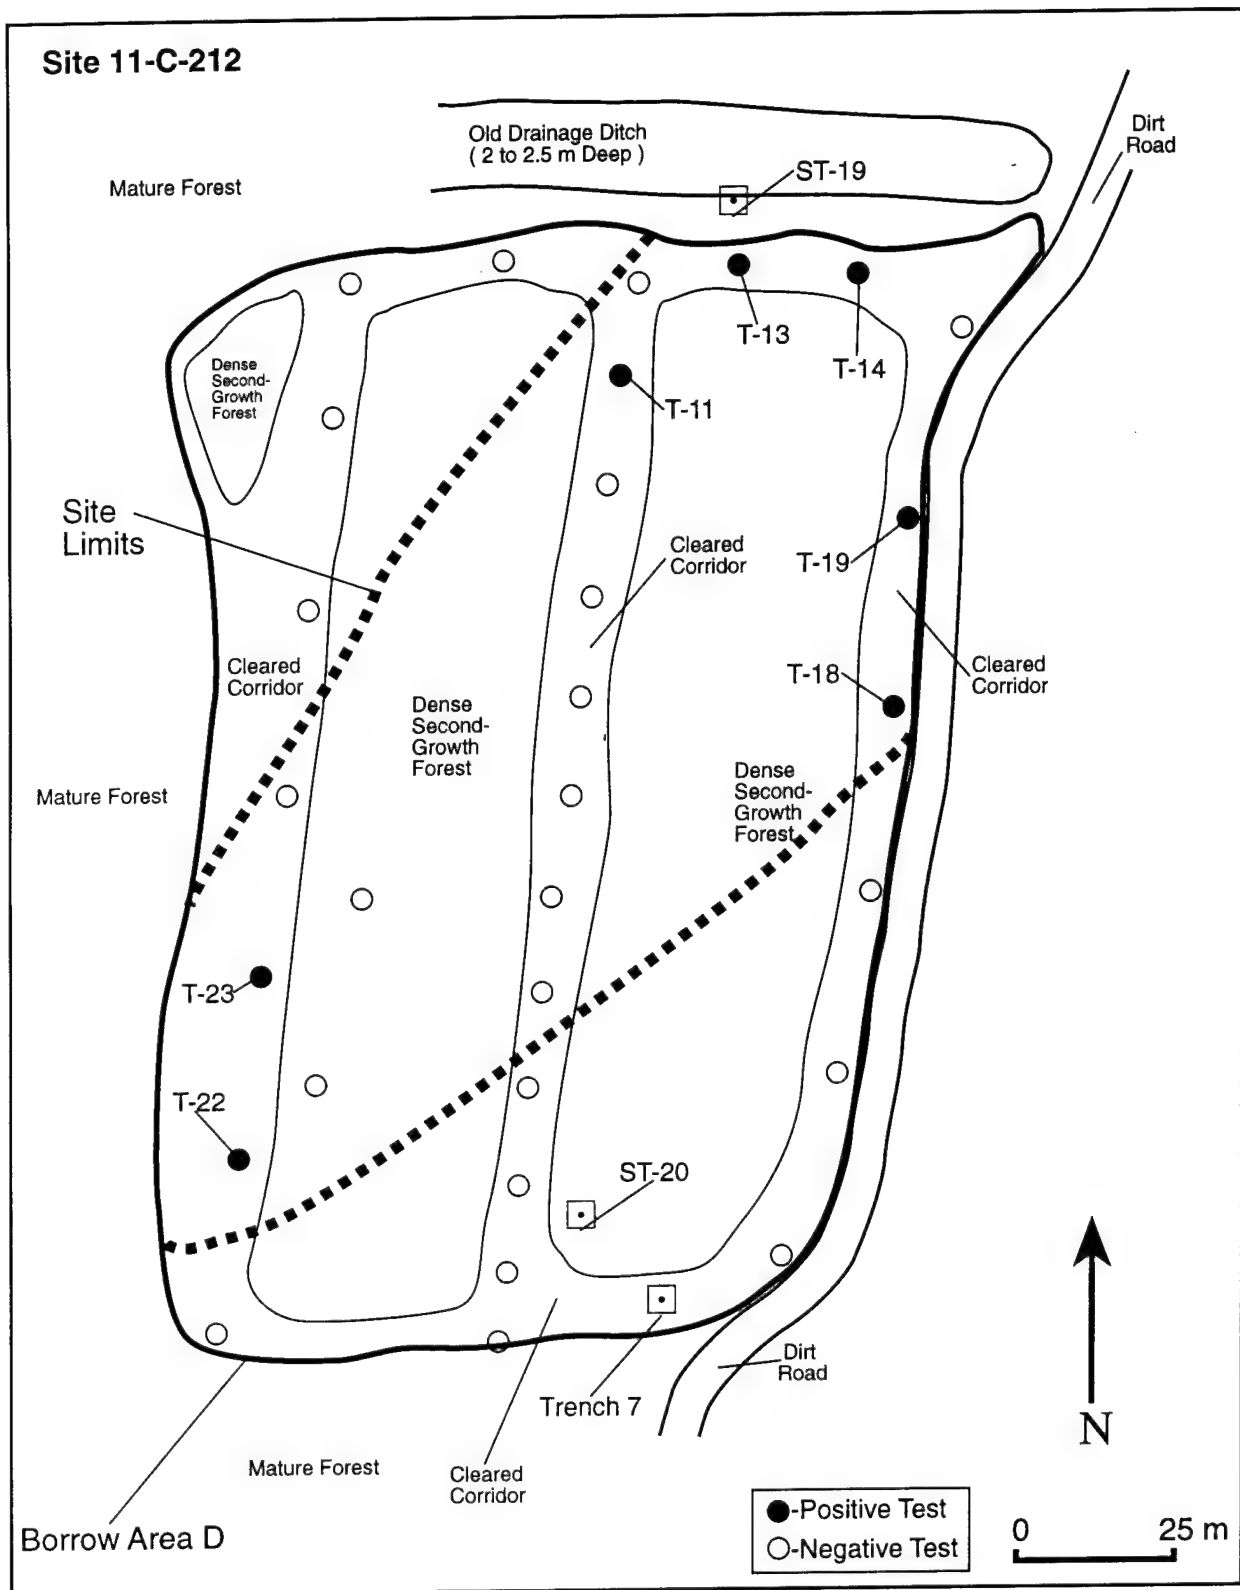 Site 11-C-212
Old Drainage Ditch
( 2 to 2.5 m Deep )
Dirt
Road
ST-19
Mature Forest
T-13
T-14
Dense
Second-
Growth
Forest
T-11
Site
Limits
Cleared
Corridor
T-19
Cleared
Corridor
Cleared
Corridor
T-18
Dense
Second-
Growth
Forest
Dense
Second-
Growth
Forest
Mature Forest
T-23
T-22
ST-20
Dirt
Road
Trench 7
N
Mature Forest
Cleared
Corridor
Borrow Area D
-Positive Test
-Negative Test
0 25 m